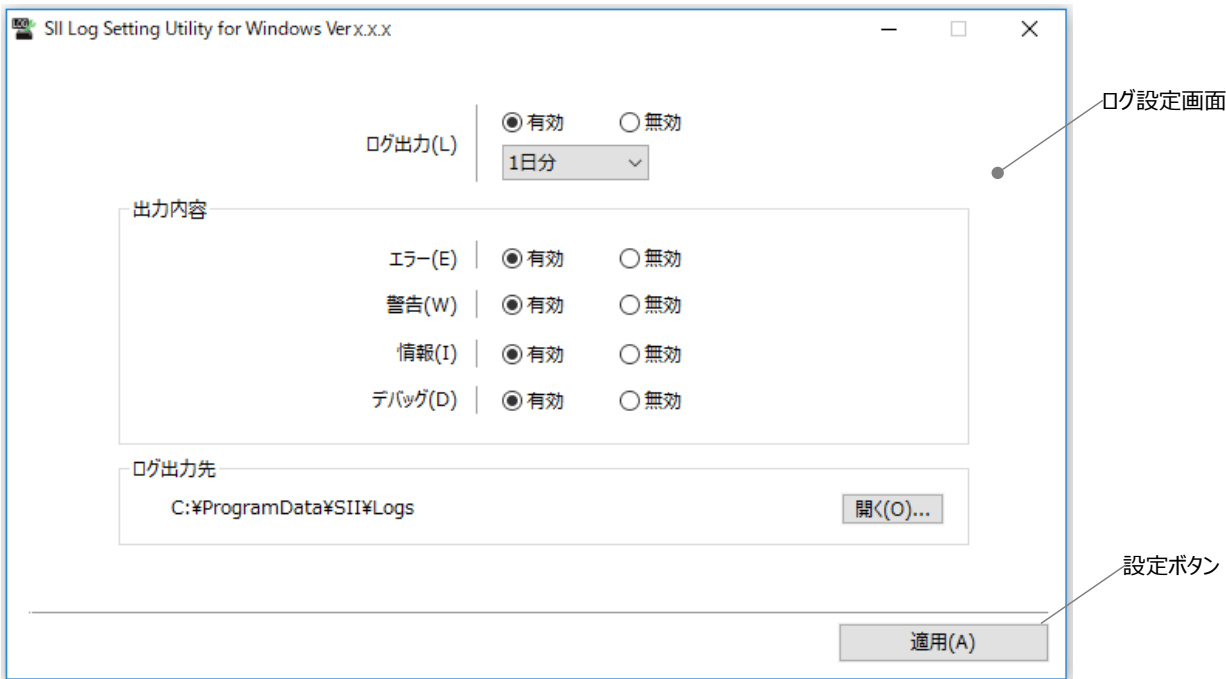 SII Log Setting Utility for Windows Ver x.x.x
ログ設定画面
ログ出力(L)
有効 無効
1日分
出力内容
エラー(E) 有効 無効
警告(W) 有効 無効
情報(I) 有効 無効
デバッグ(D) 有効 無効
ログ出力先
C:¥ProgramData¥SII¥Logs 開く(O)...
設定ボタン
適用(A)